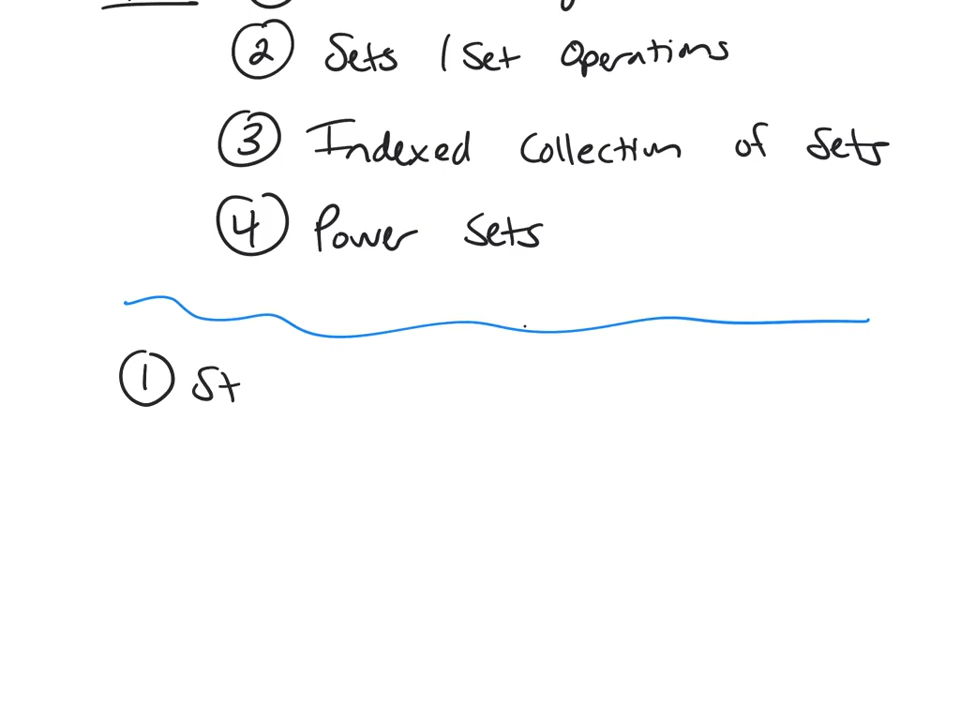 ② Sets / Set Operations
③ Indexed Collection of Sets
④ Power Sets
① St